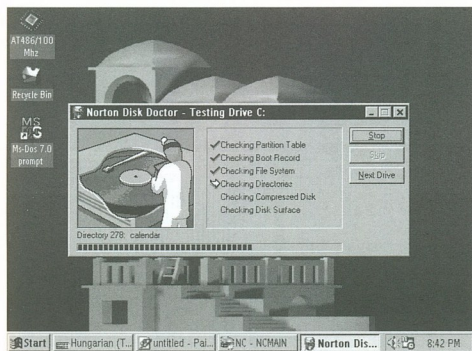 AT486/100
Mhz
Recycle Bin
MS
DOS
Ms-Dos 7.0
prompt
Norton Disk Doctor - Testing Drive C:
Checking Partition Table
Checking Boot Record
Checking File System
Checking Directories
Checking Compressed Disk
Checking Disk Surface
Stop
Skip
Next Drive
Directory 278: calendar
Start
Hungarian (T...
untitled - Pai...
NC - NCMAIN
Norton Dis...
8:42 PM